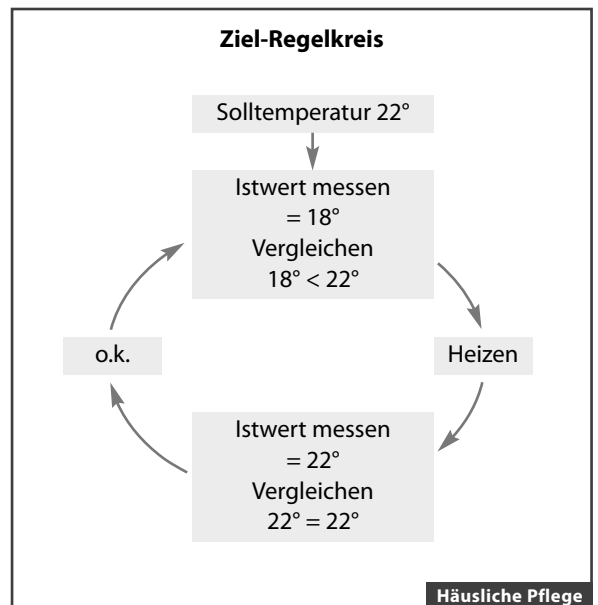 Ziel-Regelkreis
Solltemperatur 22°
Istwert messen
= 18°
Vergleichen
18° < 22°
o.k.
Heizen
Istwert messen
= 22°
Vergleichen
22° = 22°
Häusliche Pflege